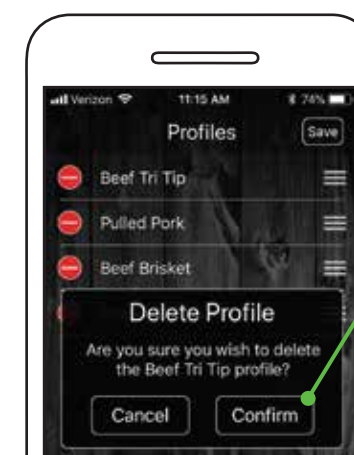 Verizon 11:15 AM 74%
Profiles Save
Beef Tri Tip
Pulled Pork
Beef Brisket
Delete Profile
Are you sure you wish to delete
the Beef Tri Tip profile?
Cancel Confirm